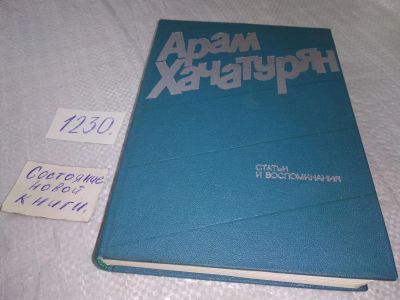 Арам
Хачатурян
СТАТЬИ
И ВОСПОМИНАНИЯ
1230.
Состояние
новой
книги.